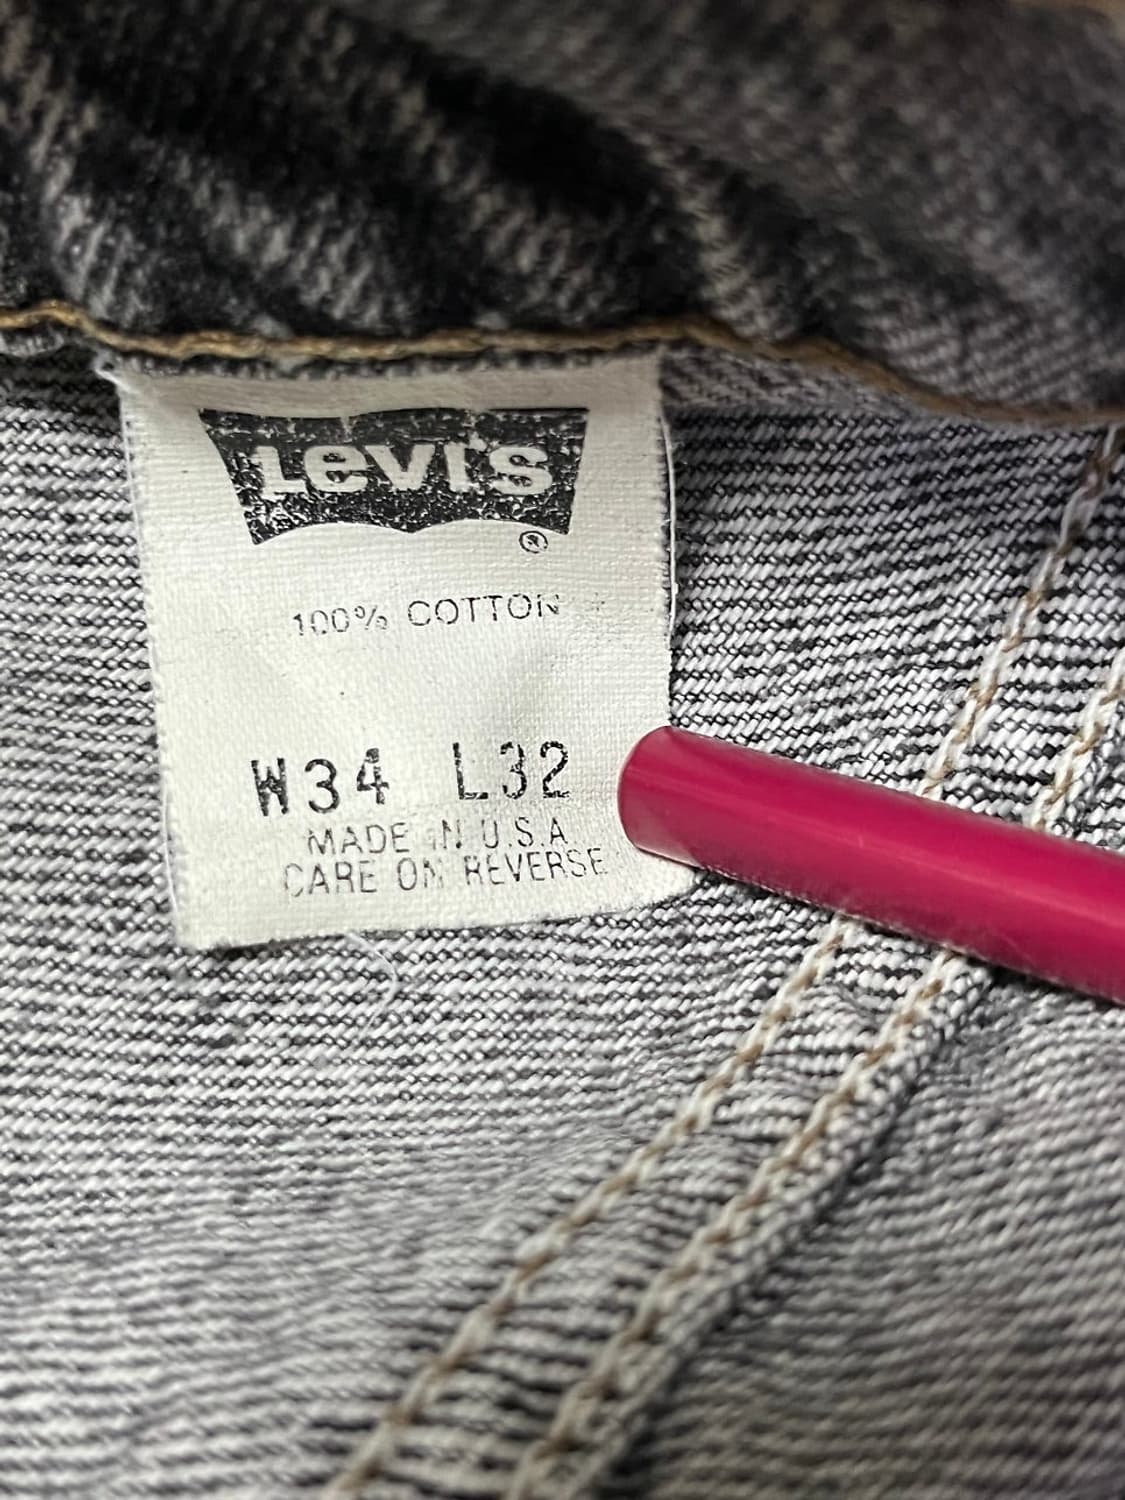 Levi's
®
100% COTTON
W34 L32
MADE IN U.S.A.
CARE ON REVERSE